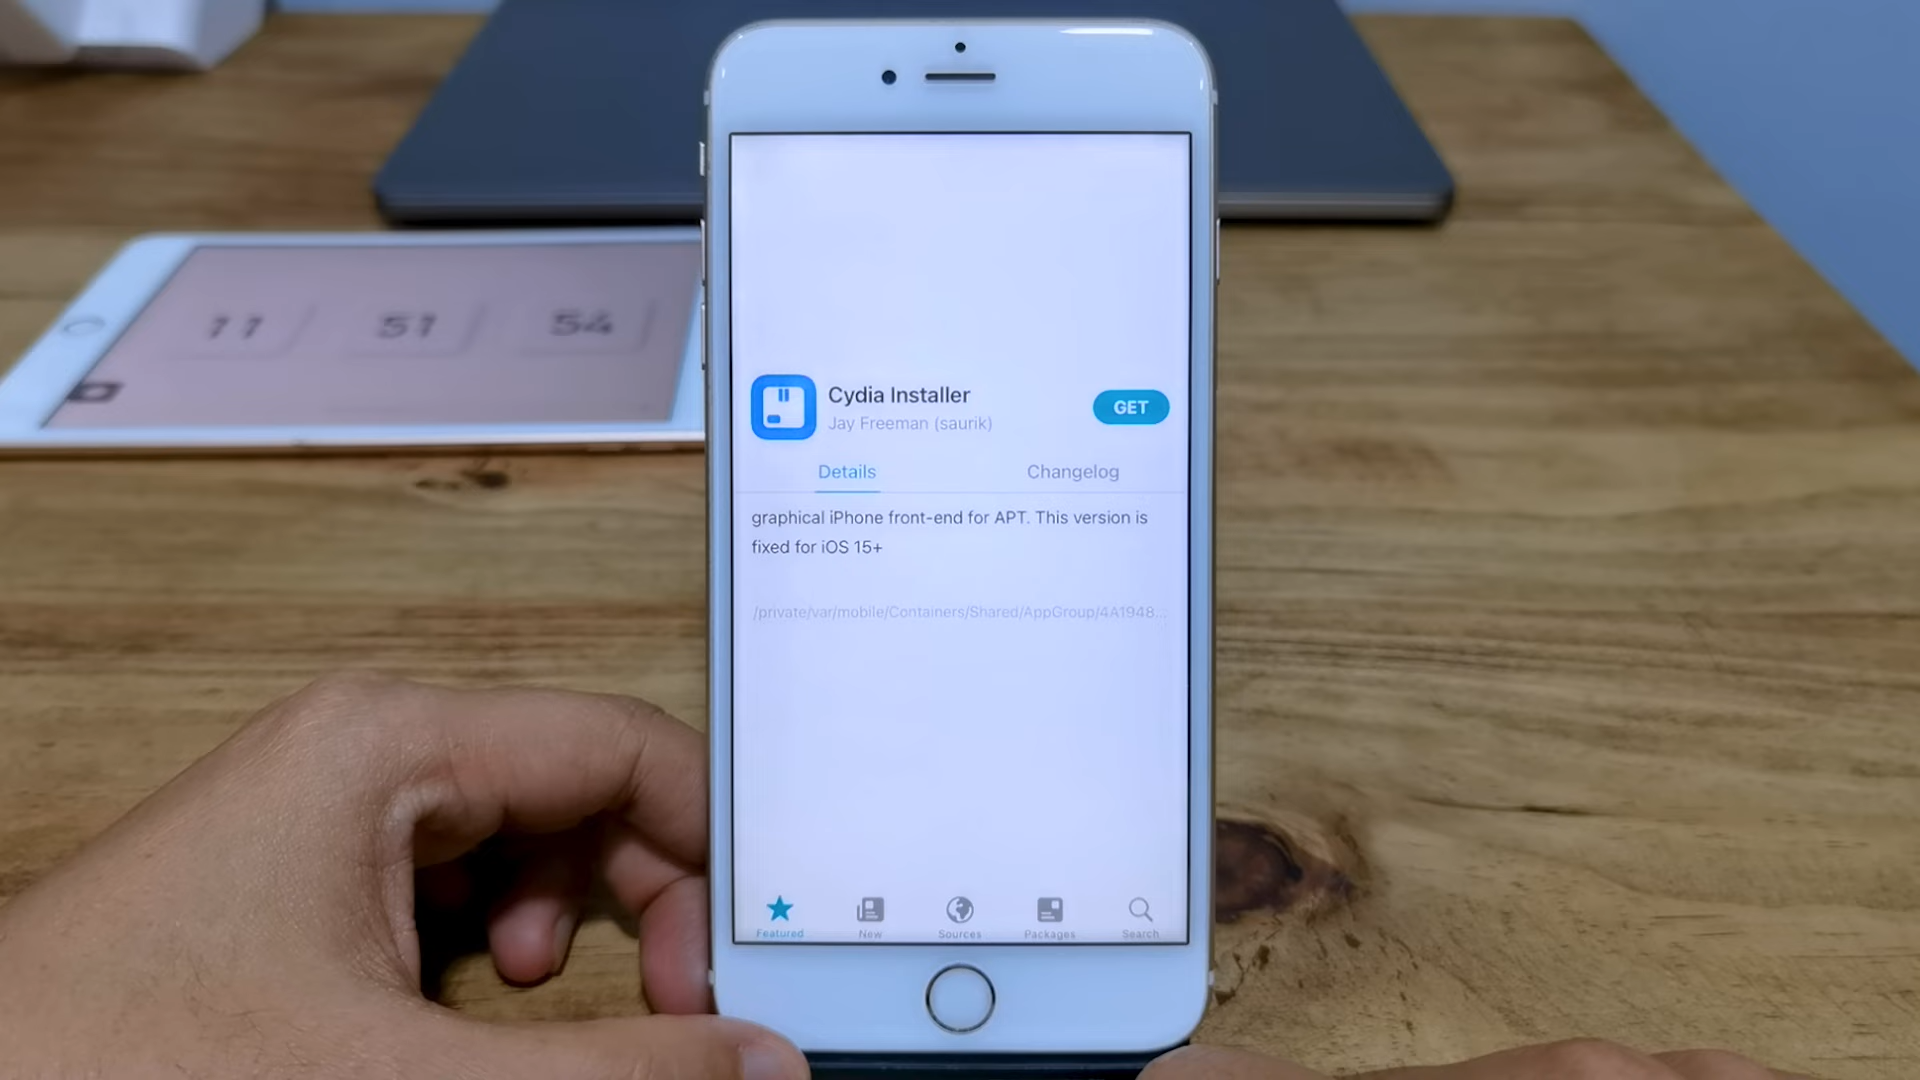 11 51 54
Cydia Installer
Jay Freeman (saurik)
GET
Details Changelog
graphical iPhone front-end for APT. This version is
fixed for iOS 15+
/private/var/mobile/Containers/Shared/AppGroup/4A1948...
Featured New Sources Packages Search